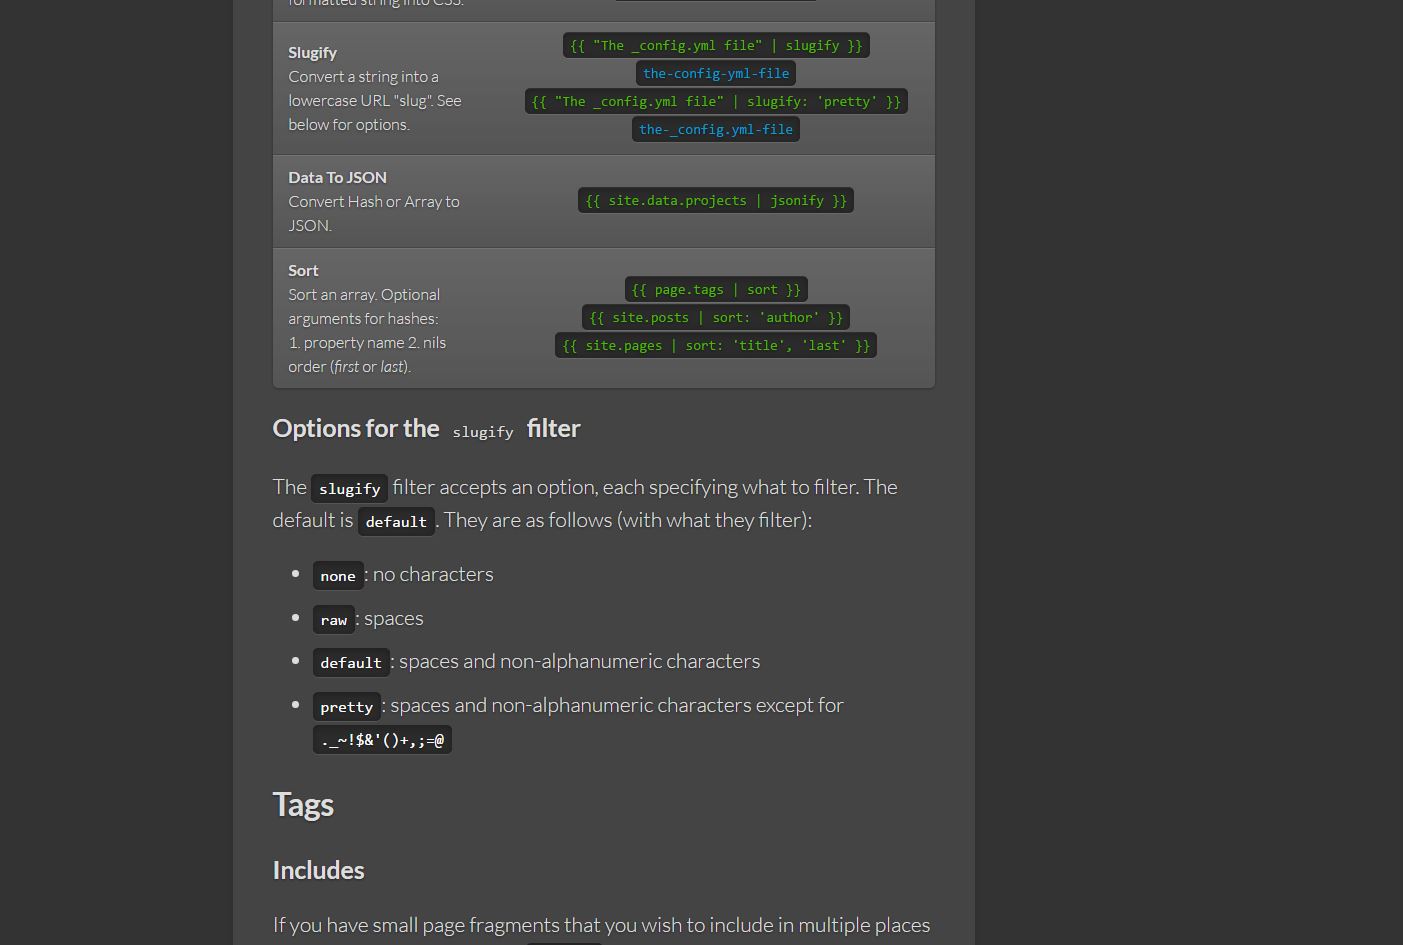 formatted string into CSS.
Slugify
Convert a string into a
lowercase URL "slug". See
below for options.
{{ "The _config.yml file" | slugify }}
the-config-yml-file
{{ "The _config.yml file" | slugify: 'pretty' }}
the-_config.yml-file
Data To JSON
Convert Hash or Array to
JSON.
{{ site.data.projects | jsonify }}
Sort
Sort an array. Optional
arguments for hashes:
1. property name 2. nils
order (first or last).
{{ page.tags | sort }}
{{ site.posts | sort: 'author' }}
{{ site.pages | sort: 'title', 'last' }}
Options for the slugify filter
The slugify filter accepts an option, each specifying what to filter. The
default is default. They are as follows (with what they filter):
none: no characters
raw: spaces
default: spaces and non-alphanumeric characters
pretty: spaces and non-alphanumeric characters except for
._~!$&'()+,;=@
Tags
Includes
If you have small page fragments that you wish to include in multiple places